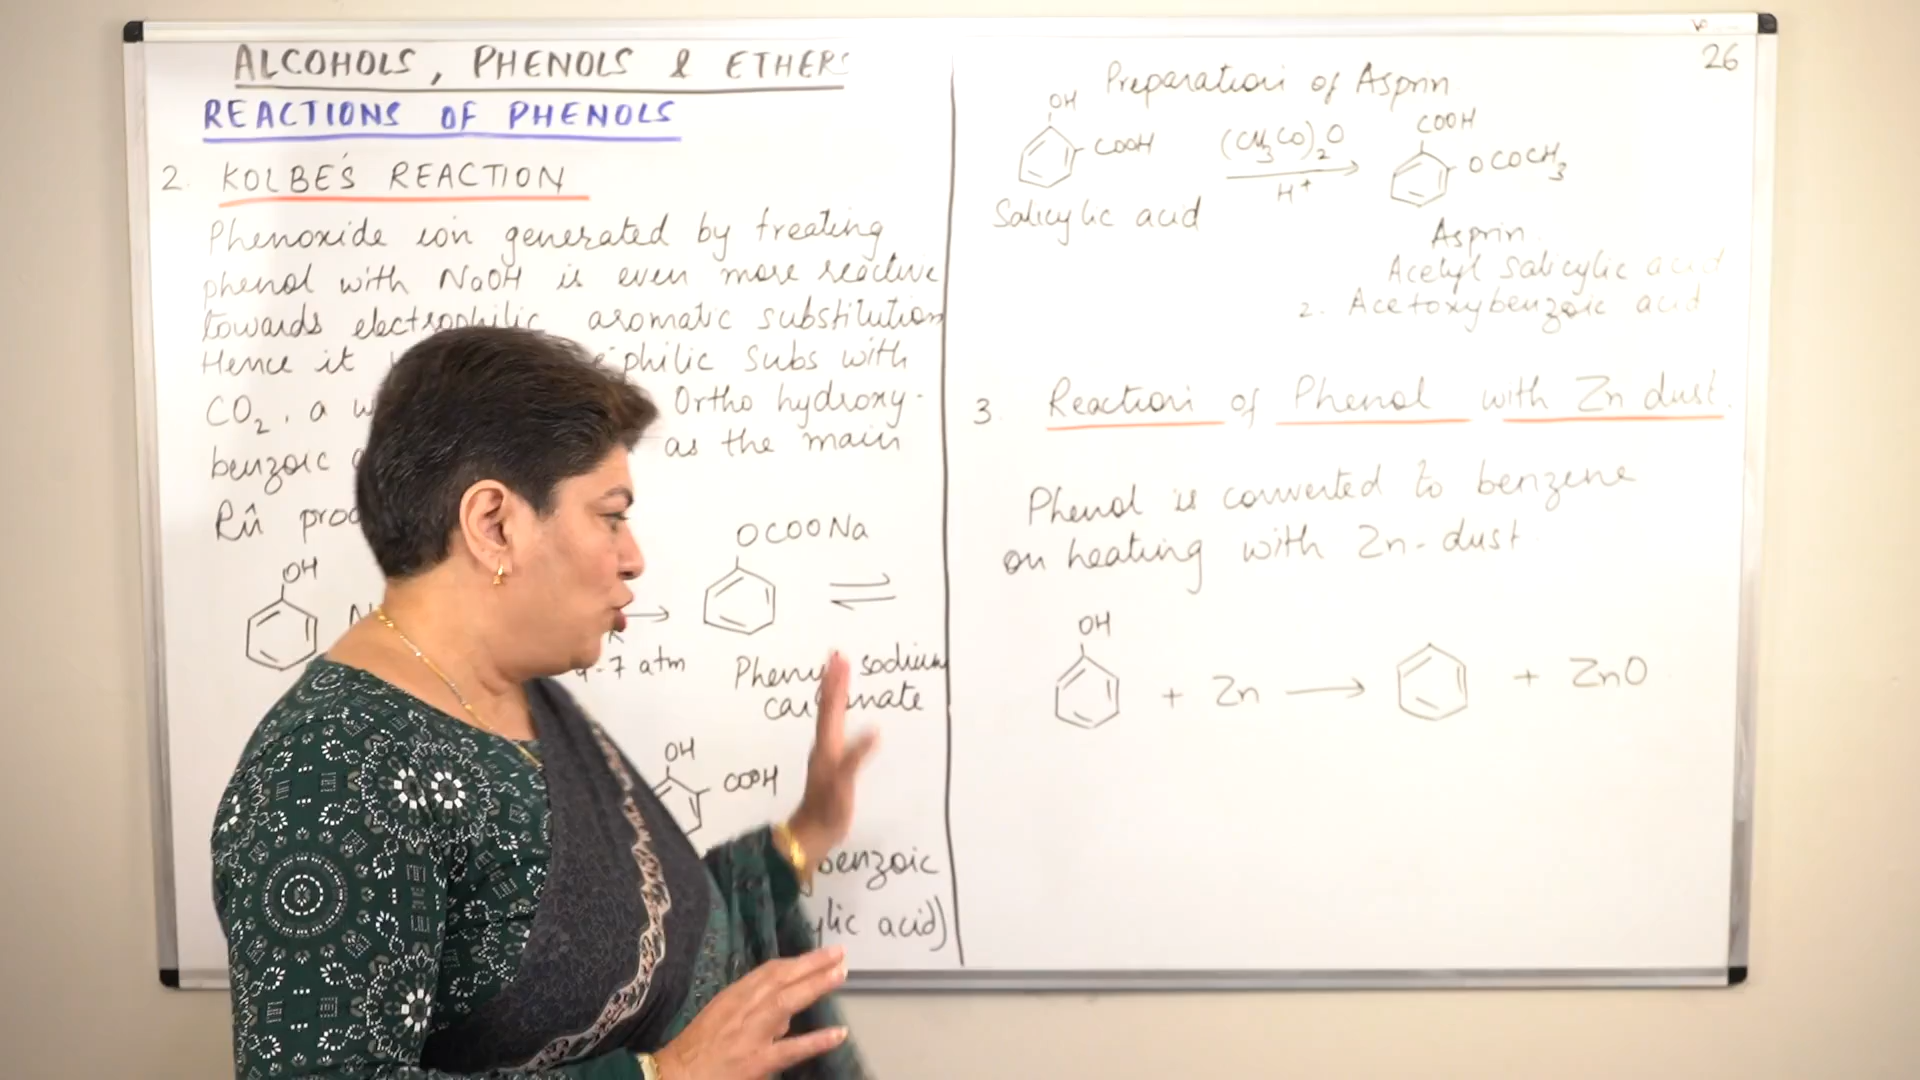 ALCOHOLS, PHENOLS & ETHERS
REACTIONS OF PHENOLS
2. KOLBE'S REACTION
Phenoxide ion generated by treating
phenol with NaOH is even more reactive
towards electrophilic aromatic substitution
Hence it philic subs with
CO2, a Ortho hydroxy-
benzoic as the main
Rn
OH
OCOONa
4-7 atm
Phenyl sodium
carbonate
OH
COOH
benzoic
ylic acid)
26
Preparation of Asprin
OH
COOH
(CH3CO)2O
H+
COOH
OCOCH3
Salicylic acid
Asprin
Acetyl salicylic acid
2. Acetoxybenzoic acid
3. Reaction of Phenol with Zn dust.
Phenol is converted to benzene
on heating with Zn-dust.
OH
+ Zn → + ZnO